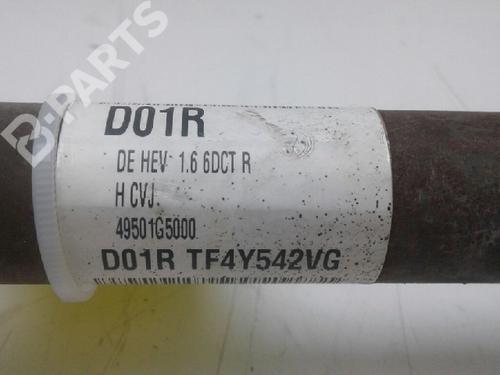 B-PARTS
D01R
DE HEV 1.6 6DCT R
H CVJ.
49501G5000
D01R TF4Y542VG